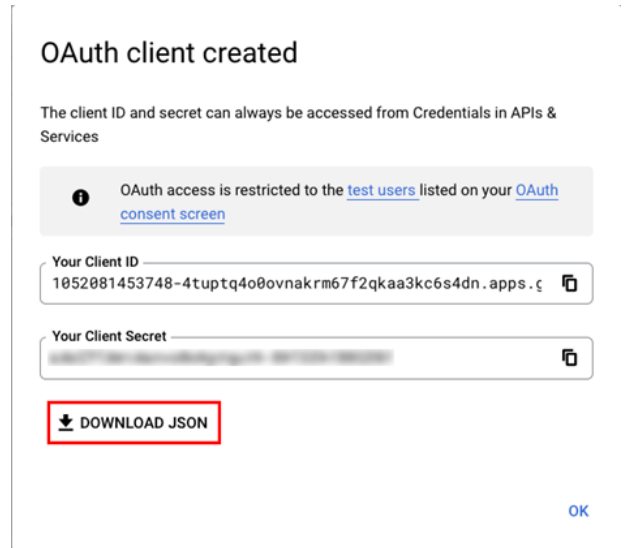 OAuth client created
The client ID and secret can always be accessed from Credentials in APIs &
Services
OAuth access is restricted to the test users listed on your OAuth
consent screen
Your Client ID
1052081453748-4tuptq4o0ovnakrm67f2qkaa3kc6s4dn.apps.g
Your Client Secret
DOWNLOAD JSON
OK